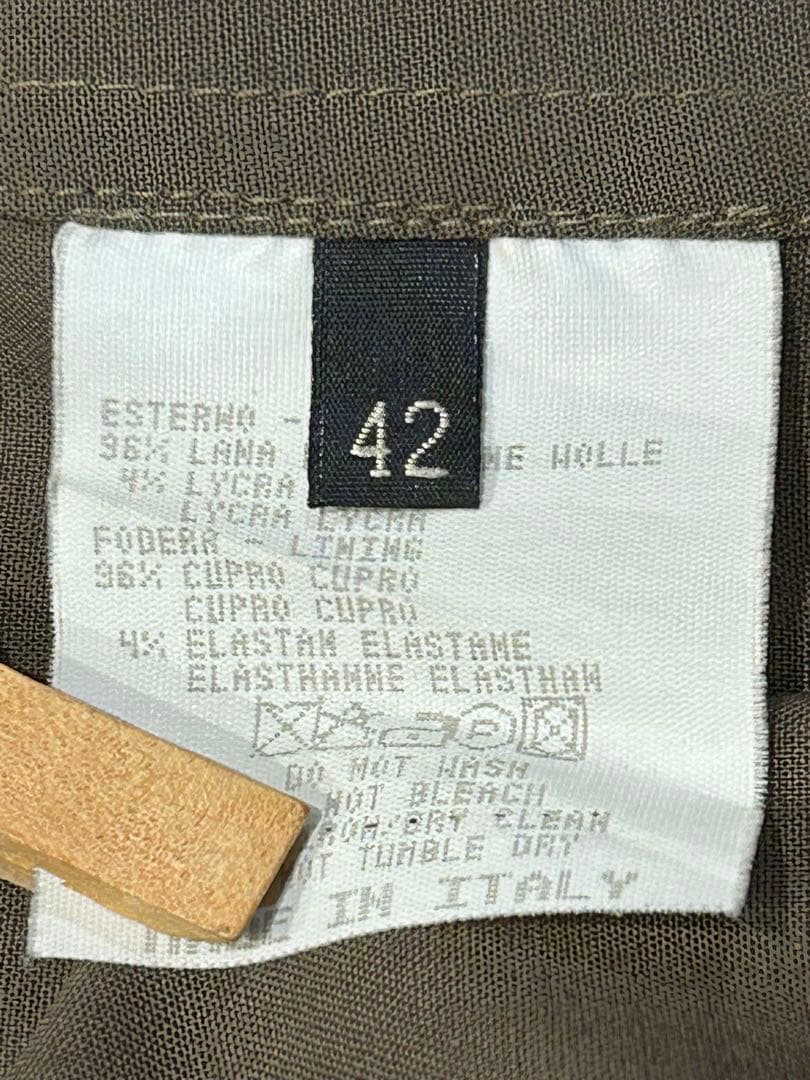 42
ESTERNO -
96% LANA WOLLE
4% LYCRA
LYCRA LYCRA
FODERA - LINING
96% CUPRO CUPRO
CUPRO CUPRO
4% ELASTAN ELASTANE
ELASTHANNE ELASTHAN
DO NOT WASH
NOT BLEACH
DRY CLEAN
TUMBLE DRY
IN ITALY